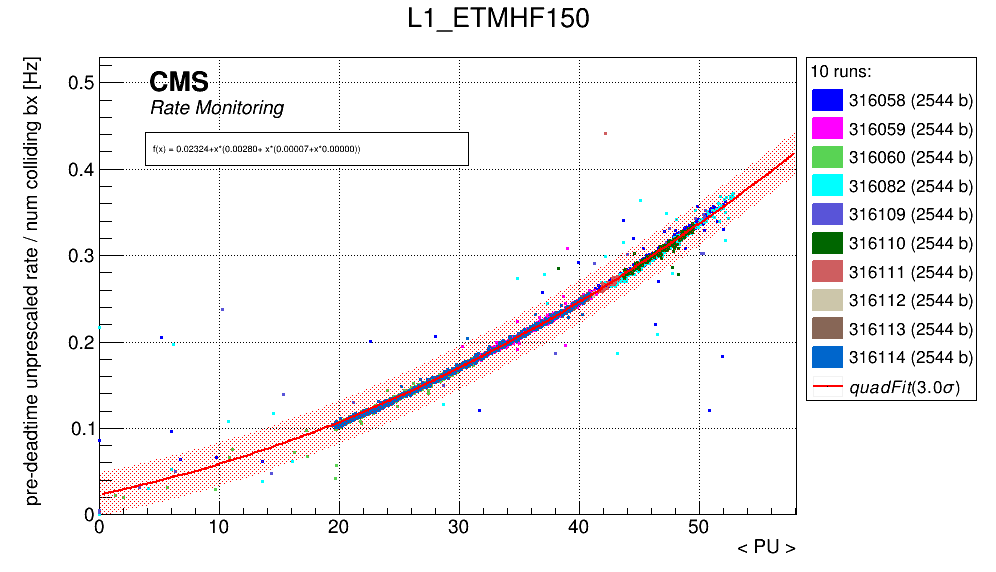 L1_ETMHF150
pre-deadtime unprescaled rate / num colliding bx [Hz]
CMS
Rate Monitoring
f(x) = 0.02324+x*(0.00280+ x*(0.00007+x*0.00000))
0.5
0.4
0.3
0.2
0.1
0
0 10 20 30 40 50
< PU >
10 runs:
316058 (2544 b)
316059 (2544 b)
316060 (2544 b)
316082 (2544 b)
316109 (2544 b)
316110 (2544 b)
316111 (2544 b)
316112 (2544 b)
316113 (2544 b)
316114 (2544 b)
quadFit(3.0σ)